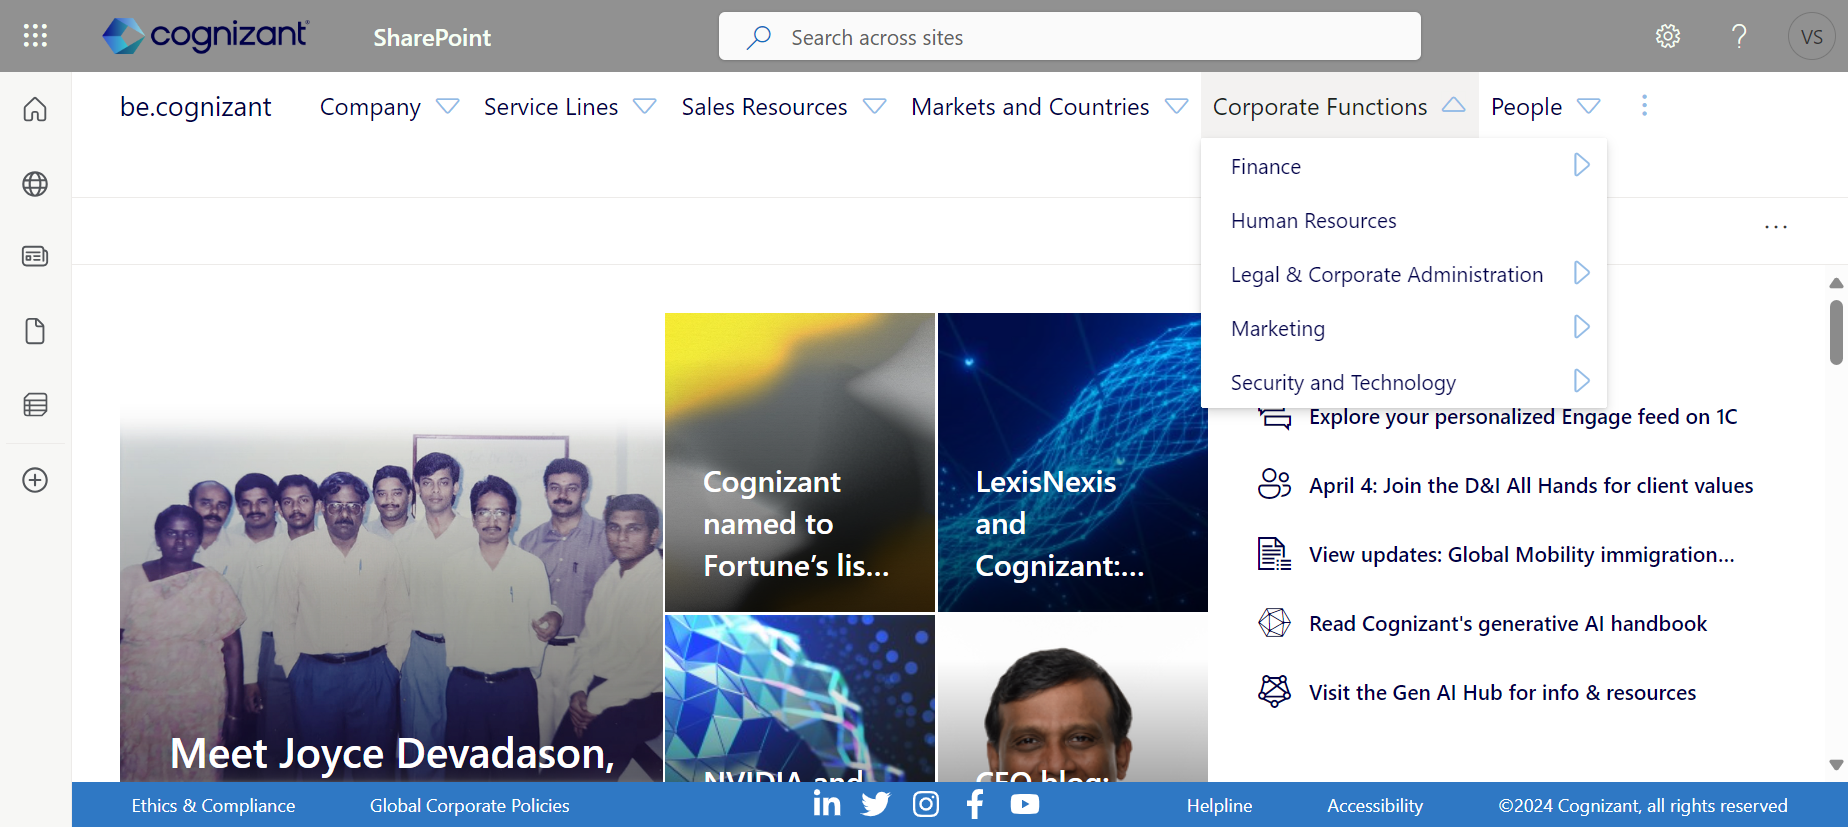 cognizant
SharePoint
Search across sites
VS
be.cognizant
Company
Service Lines
Sales Resources
Markets and Countries
Corporate Functions
People
Finance
Human Resources
Legal & Corporate Administration
Marketing
Security and Technology
Explore your personalized Engage feed on 1C
April 4: Join the D&I All Hands for client values
View updates: Global Mobility immigration...
Read Cognizant's generative AI handbook
Visit the Gen AI Hub for info & resources
Cognizant
named to
Fortune’s lis...
LexisNexis
and
Cognizant:...
Meet Joyce Devadason,
NVIDIA and
CEO blog:
Ethics & Compliance
Global Corporate Policies
Helpline
Accessibility
©2024 Cognizant, all rights reserved